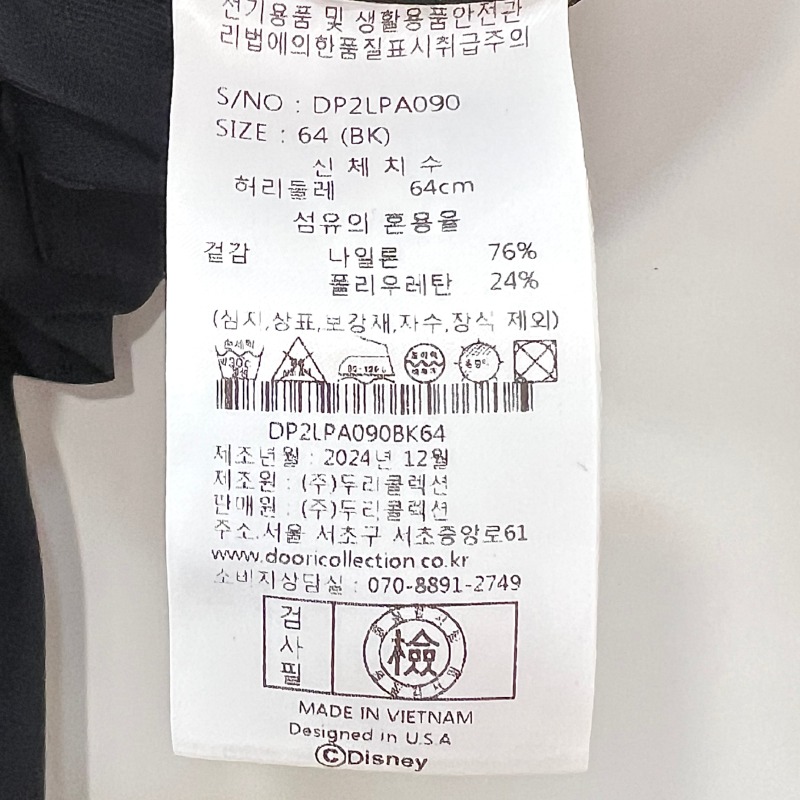 전기용품 및 생활용품안전관
리법에의한품질표시취급주의
S/NO : DP2LPA090
SIZE : 64 (BK)
신 체 치 수
허리둘레 64cm
섬유의 혼용율
겉감 나일론 76%
폴리우레탄 24%
(심지,상표,보강재,자수,장식 제외)
DP2LPA090BK64
제조년월 : 2024년 12월
제조원 : (주)두리콜렉션
판매원 : (주)두리콜렉션
주소.서울 서초구 서초중앙로61
www.dooricollection.co.kr
소비자상담실 : 070-8891-2749
검사필
檢
MADE IN VIETNAM
Designed in U.S.A
©Disney